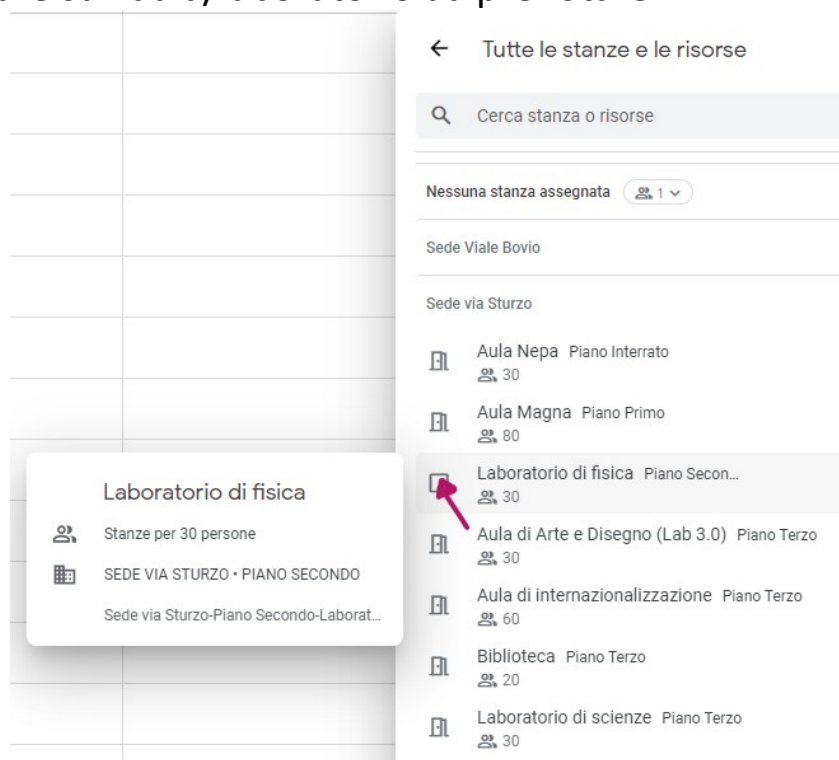 Tutte le stanze e le risorse
Cerca stanza o risorse
Nessuna stanza assegnata 1
Sede Viale Bovio
Sede via Sturzo
Aula Nepa Piano Interrato
30
Aula Magna Piano Primo
80
Laboratorio di fisica Piano Secon...
30
Aula di Arte e Disegno (Lab 3.0) Piano Terzo
30
Aula di internazionalizzazione Piano Terzo
60
Biblioteca Piano Terzo
20
Laboratorio di scienze Piano Terzo
30
Laboratorio di fisica
Stanze per 30 persone
SEDE VIA STURZO • PIANO SECONDO
Sede via Sturzo-Piano Secondo-Laborat...